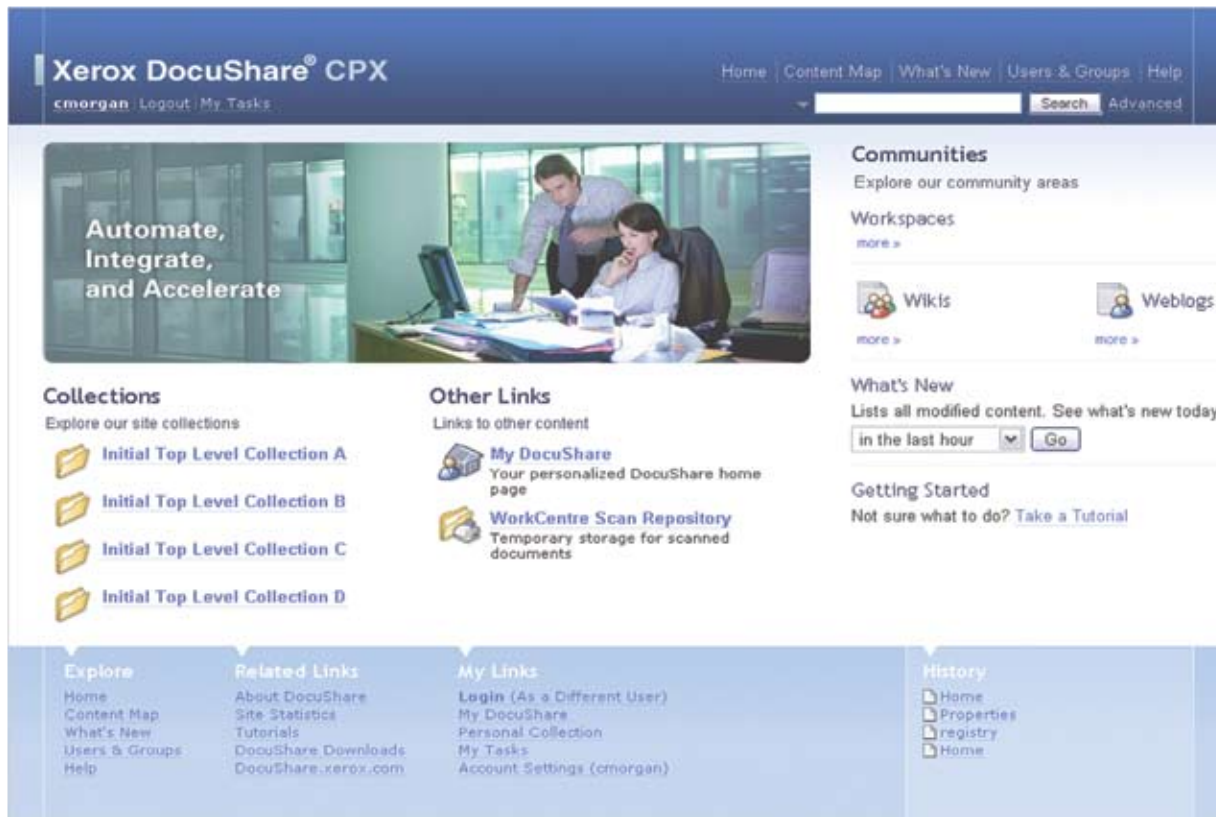 Xerox DocuShare® CPX
cmorgan Logout My Tasks
Home Content Map What's New Users & Groups Help
Search Advanced
Automate,
Integrate,
and Accelerate
Communities
Explore our community areas
Workspaces
more »
Wikis
more »
Weblogs
more »
What's New
Lists all modified content. See what's new today
in the last hour Go
Getting Started
Not sure what to do? Take a Tutorial
Collections
Explore our site collections
Initial Top Level Collection A
Initial Top Level Collection B
Initial Top Level Collection C
Initial Top Level Collection D
Other Links
Links to other content
My DocuShare
Your personalized DocuShare home
page
WorkCentre Scan Repository
Temporary storage for scanned
documents
Explore
Home
Content Map
What's New
Users & Groups
Help
Related Links
About DocuShare
Site Statistics
Tutorials
DocuShare Downloads
DocuShare.xerox.com
My Links
Login (As a Different User)
My DocuShare
Personal Collection
My Tasks
Account Settings (cmorgan)
History
Home
Properties
registry
Home